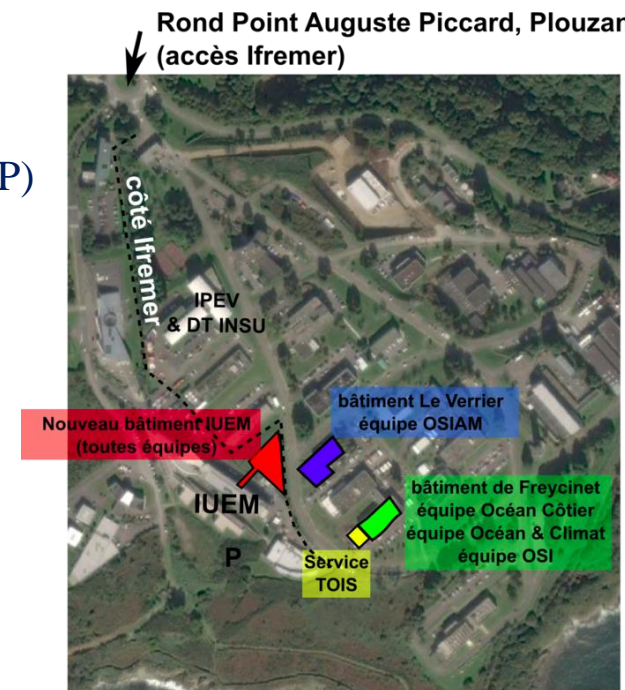 Rond Point Auguste Piccard, Plouzan
(accès Ifremer)
P)
côté Ifremer
IPEV
& DT INSU
Nouveau bâtiment IUEM
(toutes équipes)
bâtiment Le Verrier
équipe OSIAM
IUEM
bâtiment de Freycinet
équipe Océan Côtier
équipe Océan & Climat
équipe OSI
P
Service
TOIS